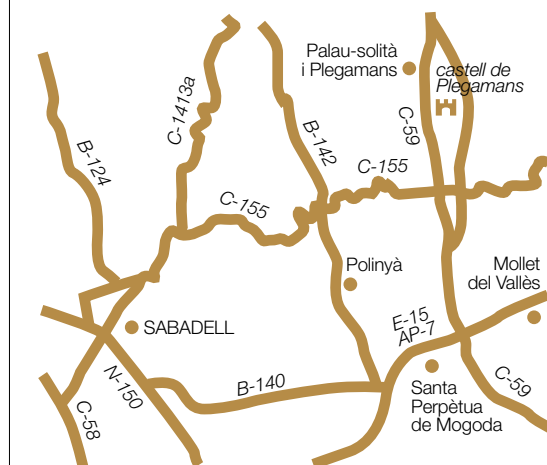 Palau-solità
i Plegamans
castell de
Plegamans
C-1413a
B-124
B-142
C-59
C-155
C-155
Polinyà
Mollet
del Vallès
E-15
AP-7
SABADELL
N-150
B-140
C-58
Santa
Perpètua
de Mogoda
C-59